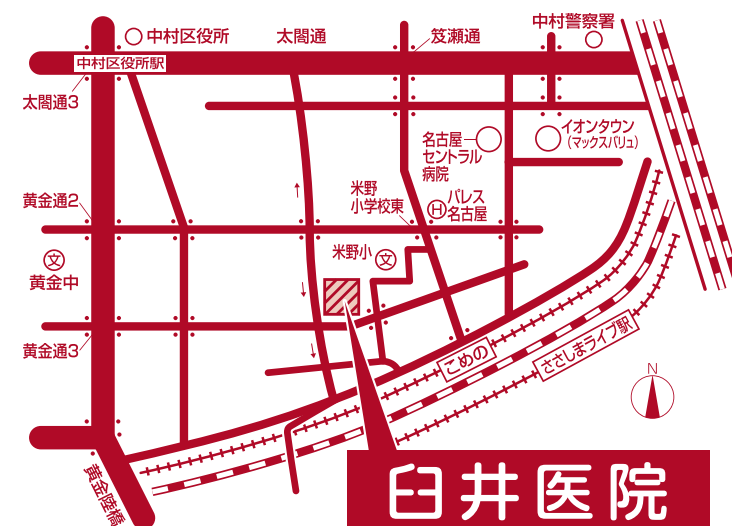 中村区役所
太閤通
笈瀬通
中村警察署
中村区役所駅
太閤通3
名古屋
セントラル
病院
イオンタウン
（マックスバリュ）
黄金通2
米野
小学校東
H
パレス
名古屋
文
黄金中
米野小
文
黄金通3
こめの
ささしまライブ駅
N
黄金陸橋
臼井医院